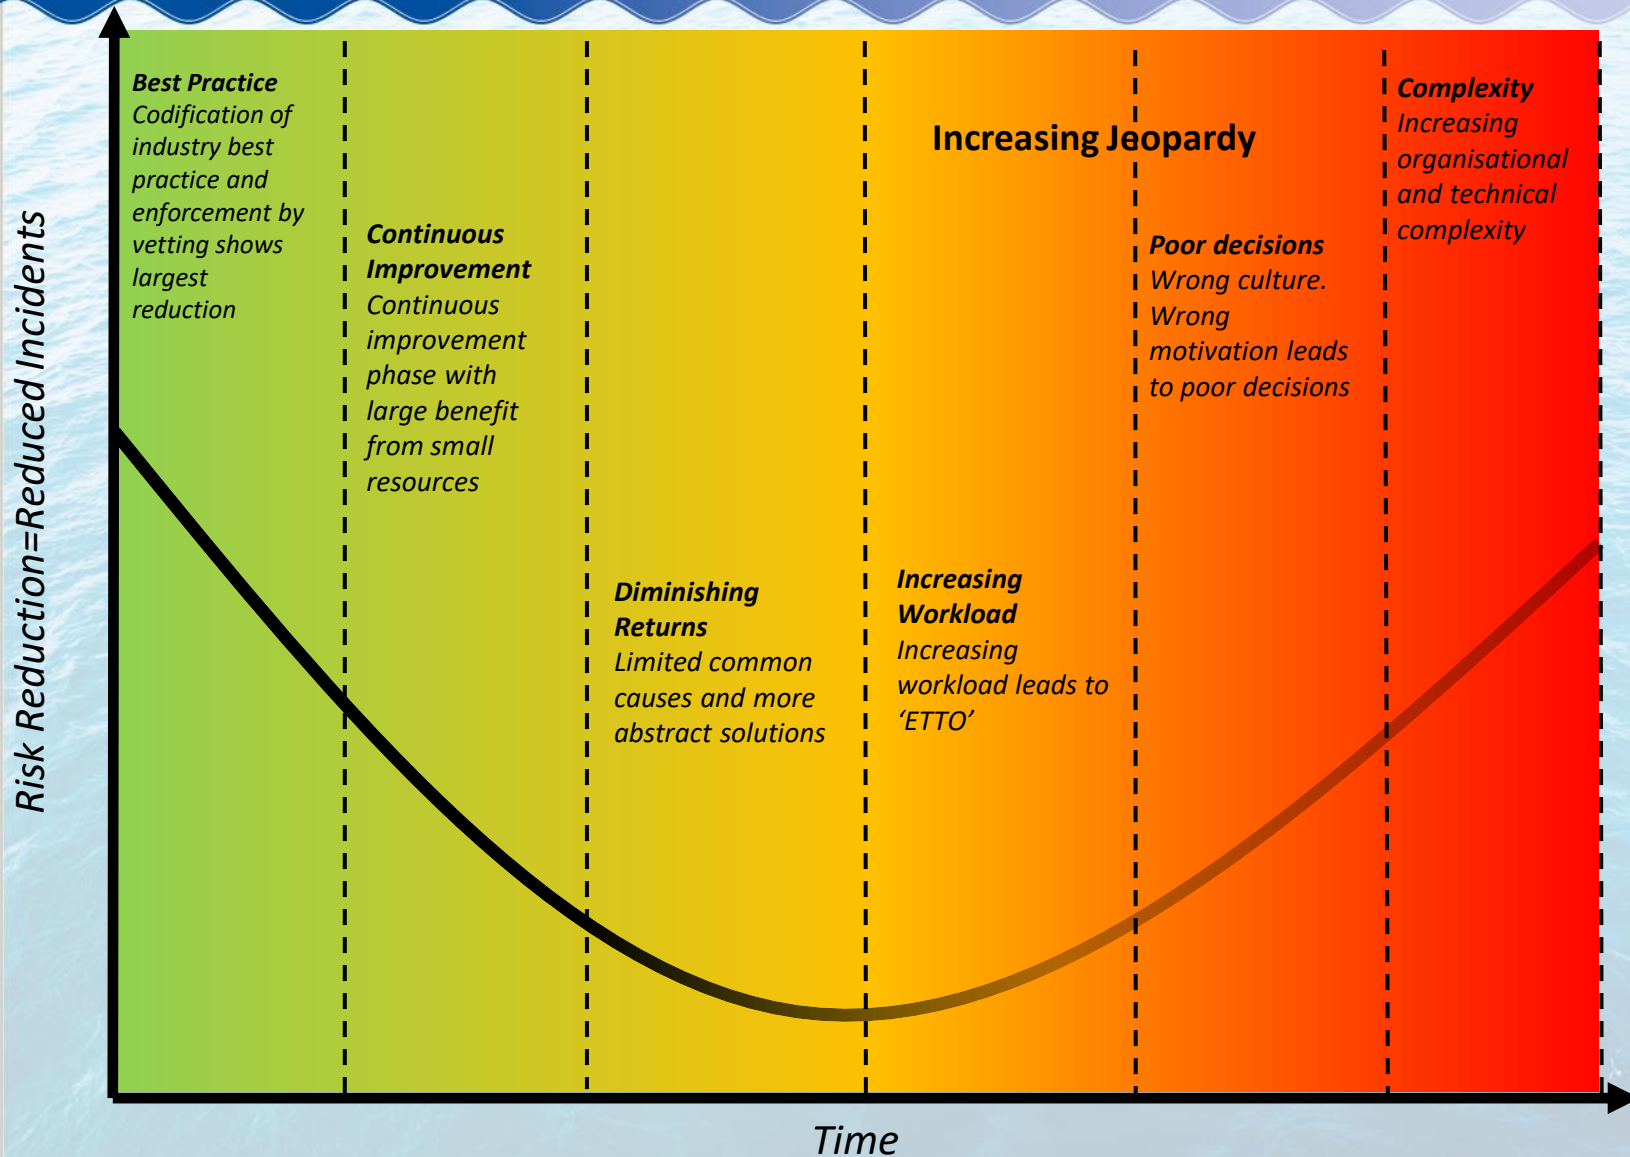 Best Practice
Codification of
industry best
practice and
enforcement by
vetting shows
largest
reduction
Continuous
Improvement
Continuous
improvement
phase with
large benefit
from small
resources
Diminishing
Returns
Limited common
causes and more
abstract solutions
Increasing Jeopardy
Increasing
Workload
Increasing
workload leads to
‘ETTO’
Poor decisions
Wrong culture.
Wrong
motivation leads
to poor decisions
Complexity
Increasing
organisational
and technical
complexity
Risk Reduction=Reduced Incidents
Time